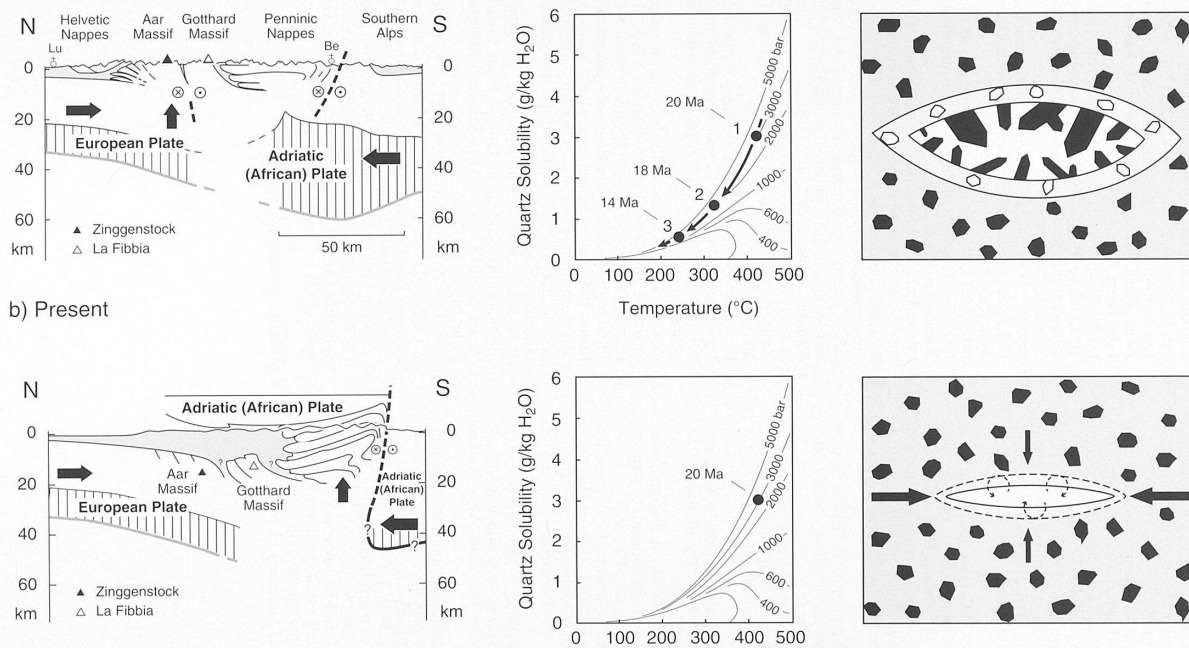 N
Helvetic Nappes
Aar Massif
Gotthard Massif
Penninic Nappes
Southern Alps
S
Lu
Be
0
20
40
60
km
0
20
40
60
km
European Plate
Adriatic (African) Plate
▲ Zinggenstock
△ La Fibbia
50 km
Quartz Solubility (g/kg H₂O)
6
5
4
3
2
1
0
0 100 200 300 400 500
Temperature (°C)
20 Ma
18 Ma
14 Ma
1
2
3
5000 bar
3000
2000
1000
600
400
b) Present
N
S
Adriatic (African) Plate
0
20
40
60
km
0
20
40
60
km
Aar Massif
Gotthard Massif
? ?
Adriatic (African) Plate
European Plate
? ?
▲ Zinggenstock
△ La Fibbia
Quartz Solubility (g/kg H₂O)
6
5
4
3
2
1
0
0 100 200 300 400 500
20 Ma
5000 bar
3000
2000
1000
600
400